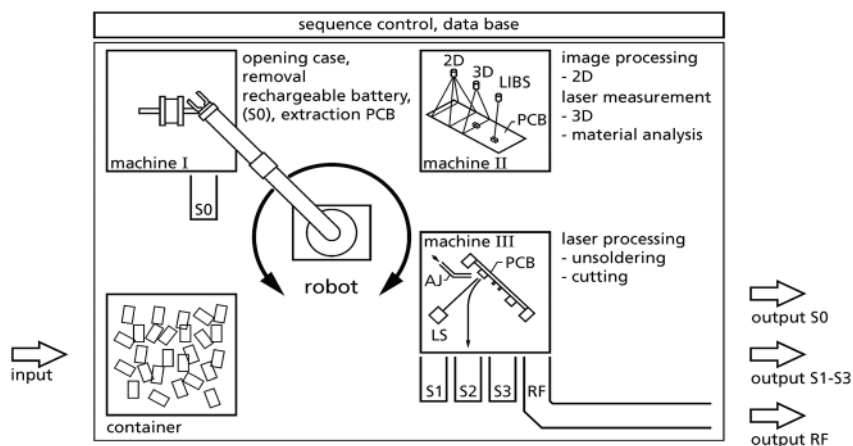 sequence control, data base
opening case,
removal
rechargeable battery,
(S0), extraction PCB
machine I
S0
robot
2D
3D
LIBS
PCB
machine II
image processing
- 2D
laser measurement
- 3D
- material analysis
machine III
PCB
AJ
LS
laser processing
- unsoldering
- cutting
S1
S2
S3
RF
input
container
output S0
output S1-S3
output RF